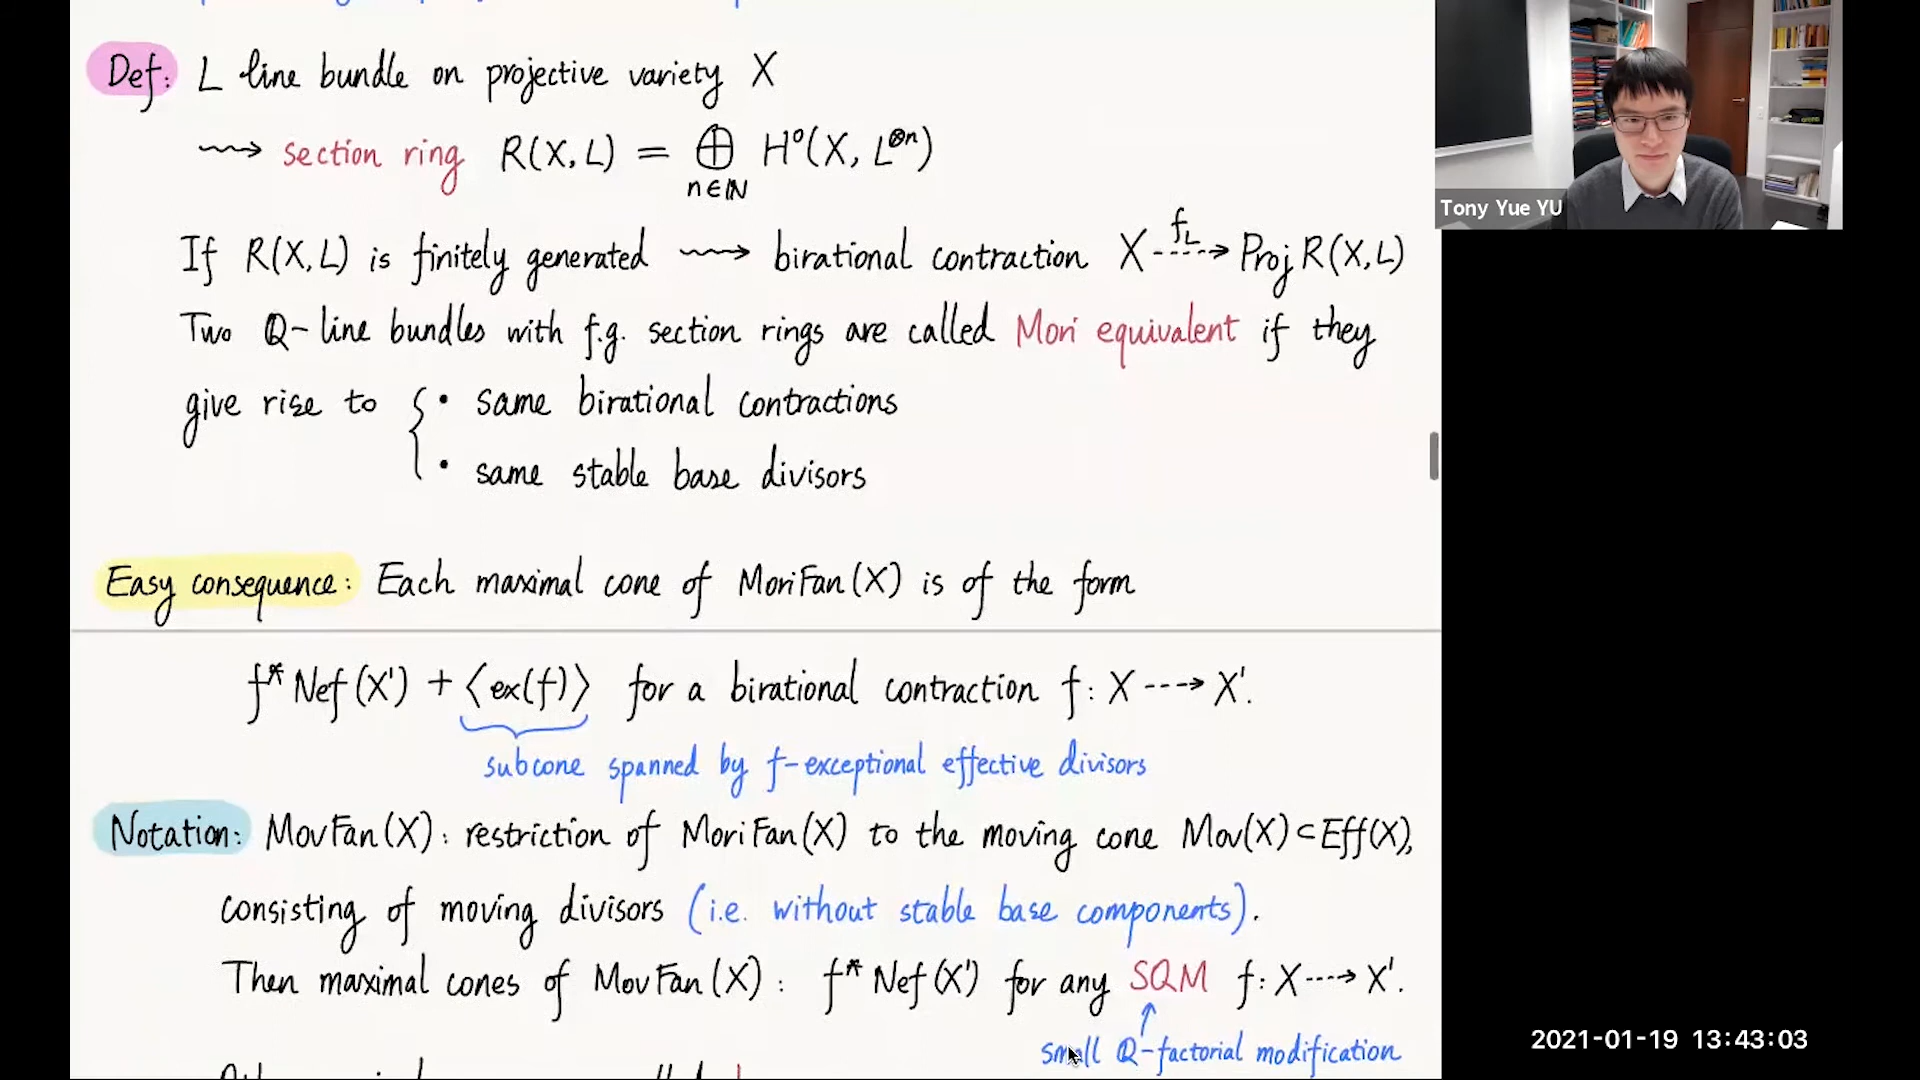 Def: L line bundle on projective variety X
⇝ section ring R(X, L) = ⊕ H⁰(X, L^⊗n)
n∈ℕ
If R(X, L) is finitely generated ⇝ birational contraction X --f_L--> Proj R(X, L)
Two Q-line bundles with f.g. section rings are called Mori equivalent if they
give rise to { • same birational contractions
• same stable base divisors
Easy consequence: Each maximal cone of MoriFan(X) is of the form
f* Nef(X') + ⟨ex(f)⟩ for a birational contraction f: X ---> X'.
subcone spanned by f-exceptional effective divisors
Notation: MovFan(X): restriction of MoriFan(X) to the moving cone Mov(X) ⊂ Eff(X),
consisting of moving divisors (i.e. without stable base components).
Then maximal cones of MovFan(X): f* Nef(X') for any SQM f: X ---> X'.
small Q-factorial modification
Tony Yue YU
2021-01-19 13:43:03